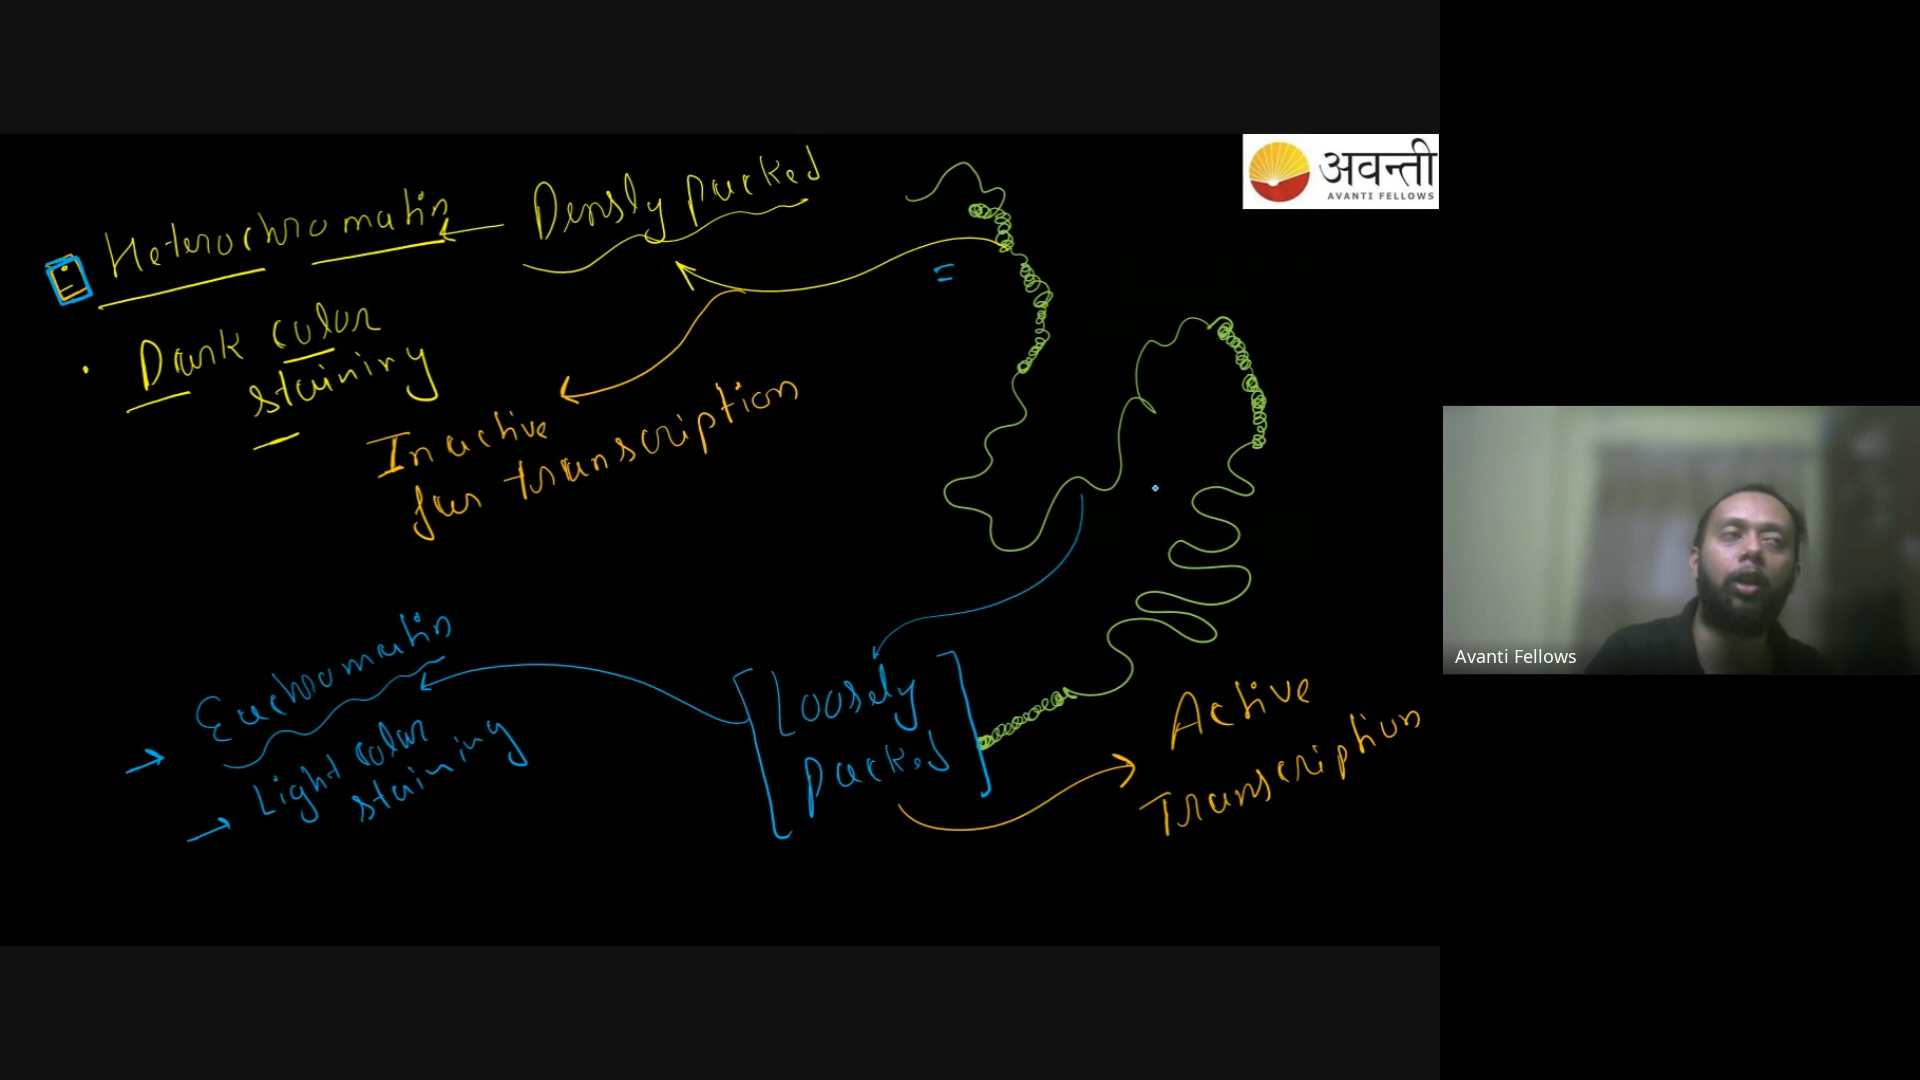 Heterochromatin
Densly packed
Dark color
staining
Inactive
for transcription
Euchromatin
Light color
staining
[Loosely
packed]
Active
Transcription
अवन्ती
AVANTI FELLOWS
Avanti Fellows